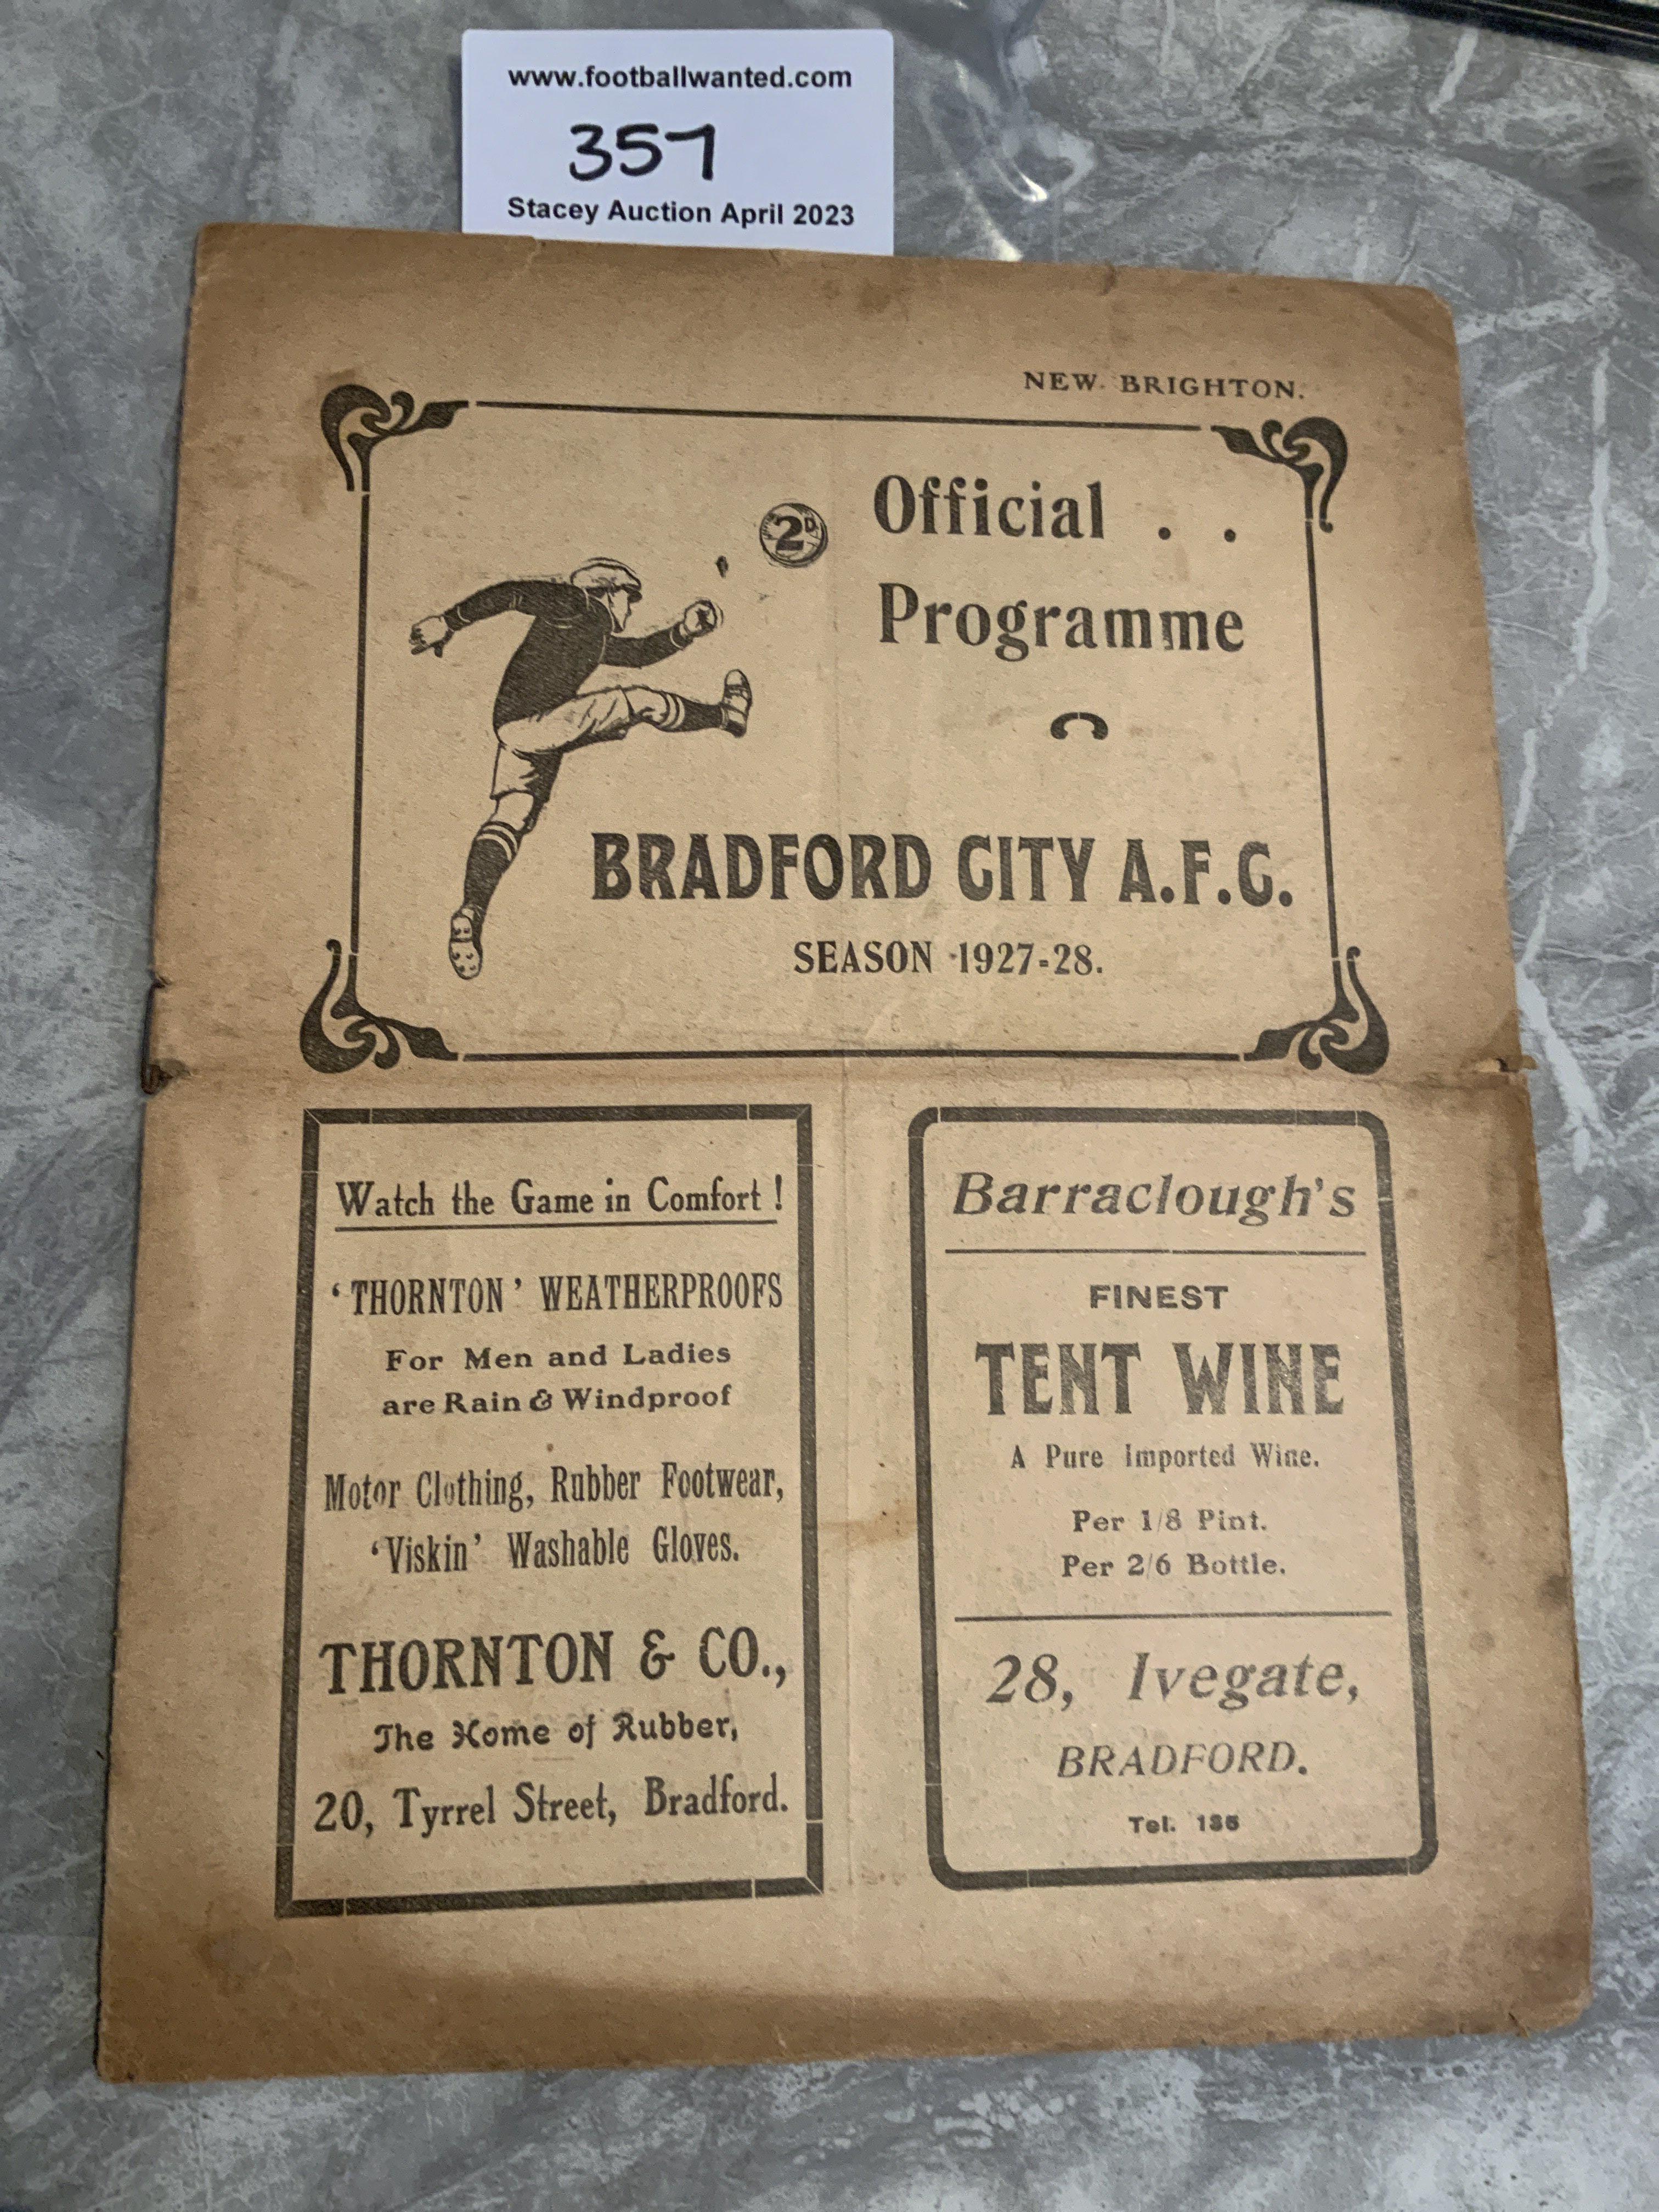 www.footballwanted.com
357
Stacey Auction April 2023
NEW BRIGHTON.
2D
Official . .
Programme
BRADFORD CITY A.F.C.
SEASON 1927-28.
Watch the Game in Comfort!
'THORNTON' WEATHERPROOFS
For Men and Ladies
are Rain & Windproof
Motor Clothing, Rubber Footwear,
'Viskin' Washable Gloves.
THORNTON & CO.,
The Home of Rubber,
20, Tyrrel Street, Bradford.
Barraclough's
FINEST
TENT WINE
A Pure Imported Wine.
Per 1/8 Pint.
Per 2/6 Bottle.
28, Ivegate,
BRADFORD.
Tel. 135